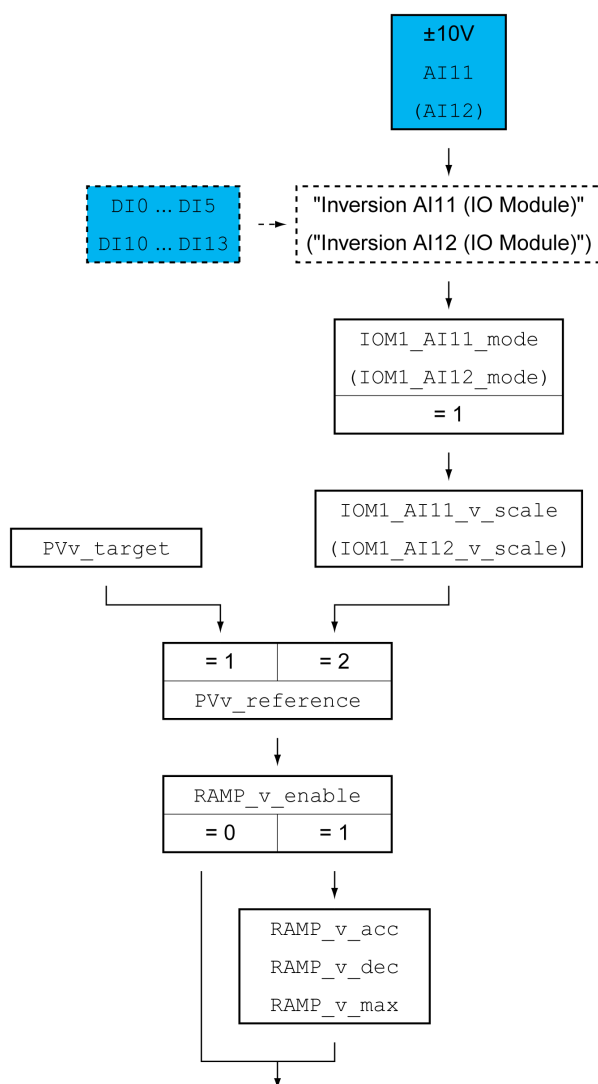 ±10V
AI11
(AI12)
DI0 ... DI5
DI10 ... DI13
"Inversion AI11 (IO Module)"
("Inversion AI12 (IO Module)")
IOM1_AI11_mode
(IOM1_AI12_mode)
= 1
IOM1_AI11_v_scale
(IOM1_AI12_v_scale)
PVv_target
= 1 = 2
PVv_reference
RAMP_v_enable
= 0 = 1
RAMP_v_acc
RAMP_v_dec
RAMP_v_max